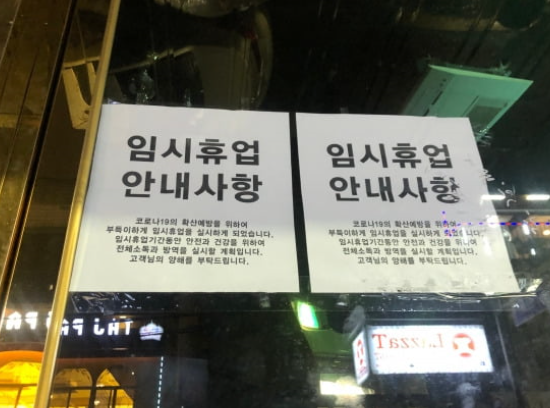 임시휴업
안내사항
코로나19의 확산예방을 위하여
부득이하게 임시휴업을 실시하게 되었습니다.
임시휴업기간동안 안전과 건강을 위하여
전체소독과 방역을 실시할 계획입니다.
고객님의 양해를 부탁드립니다.
임시휴업
안내사항
코로나19의 확산예방을 위하여
부득이하게 임시휴업을 실시하게 되었습니다.
임시휴업기간동안 안전과 건강을 위하여
전체소독과 방역을 실시할 계획입니다.
고객님의 양해를 부탁드립니다.
LazzaT